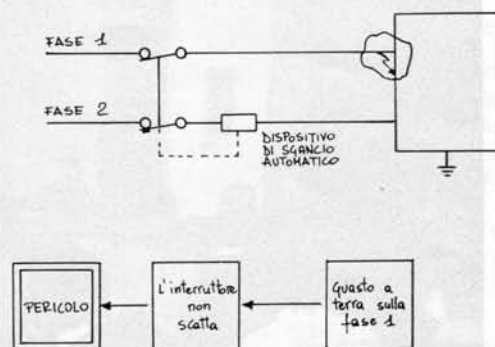 FASE 1
FASE 2
DISPOSITIVO
DI SGANCIO
AUTOMATICO
PERICOLO
L'interruttore
non
scatta
Guasto a
terra sulla
fase 1